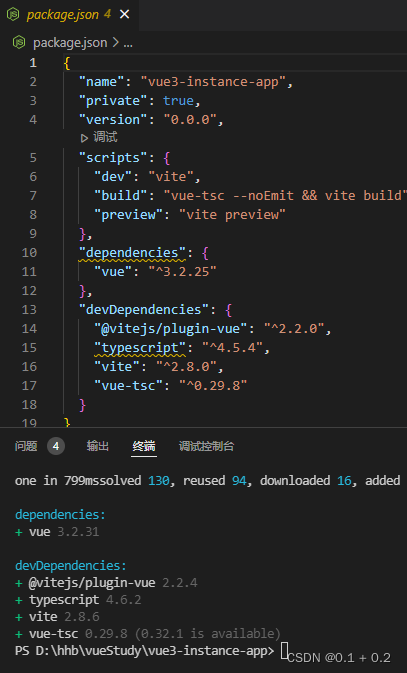 package.json 4 ×
package.json > ...
1 {
2 "name": "vue3-instance-app",
3 "private": true,
4 "version": "0.0.0",
▷ 调试
5 "scripts": {
6 "dev": "vite",
7 "build": "vue-tsc --noEmit && vite build"
8 "preview": "vite preview"
9 },
10 "dependencies": {
11 "vue": "^3.2.25"
12 },
13 "devDependencies": {
14 "@vitejs/plugin-vue": "^2.2.0",
15 "typescript": "^4.5.4",
16 "vite": "^2.8.0",
17 "vue-tsc": "^0.29.8"
18 }
19 }
问题 4 输出 终端 调试控制台
one in 799mssolved 130, reused 94, downloaded 16, added
dependencies:
+ vue 3.2.31
devDependencies:
+ @vitejs/plugin-vue 2.2.4
+ typescript 4.6.2
+ vite 2.8.6
+ vue-tsc 0.29.8 (0.32.1 is available)
PS D:\hhb\vueStudy\vue3-instance-app>
CSDN @0.1 + 0.2